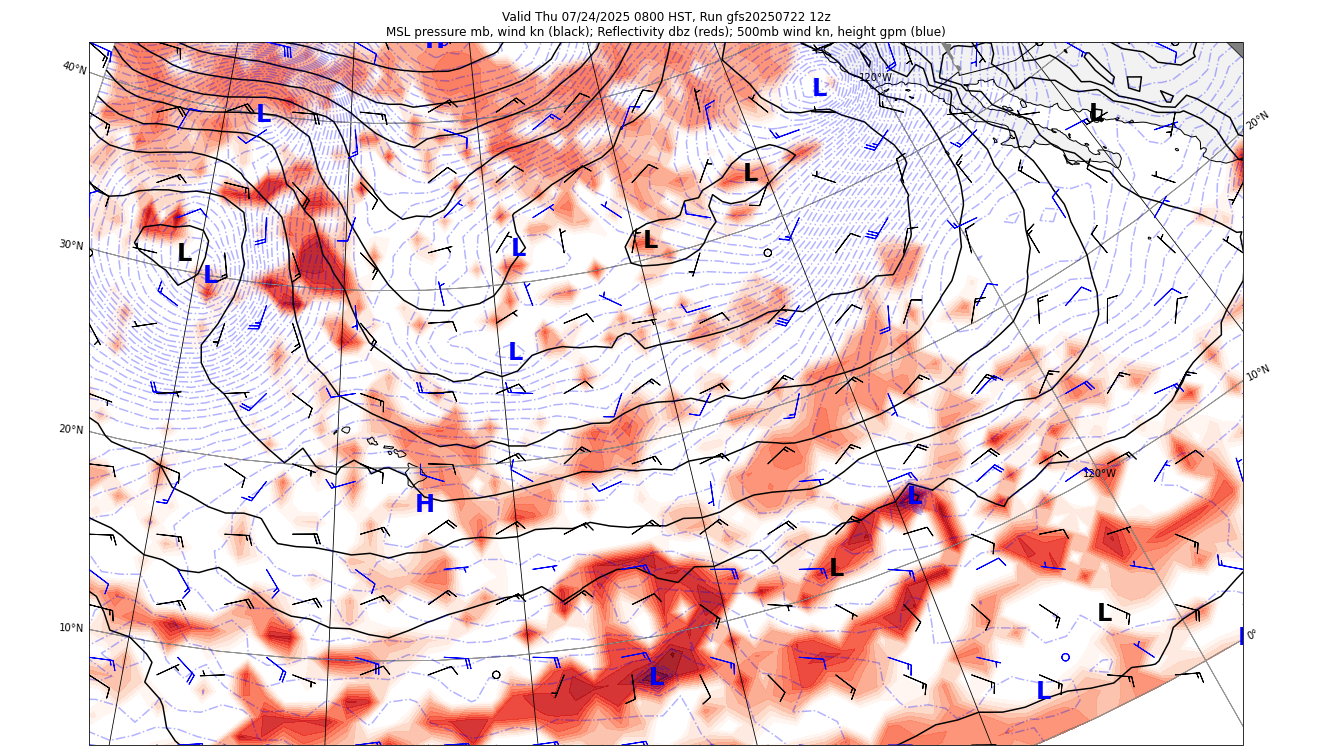 Valid Thu 07/24/2025 0800 HST, Run gfs20250722 12z
MSL pressure mb, wind kn (black); Reflectivity dbz (reds); 500mb wind kn, height gpm (blue)
H
40°N
120°W
L
L
L
L
20°N
L
30°N
L
L
L
L
L
10°N
20°N
120°W
H
L
L
L
10°N
0°
L
L